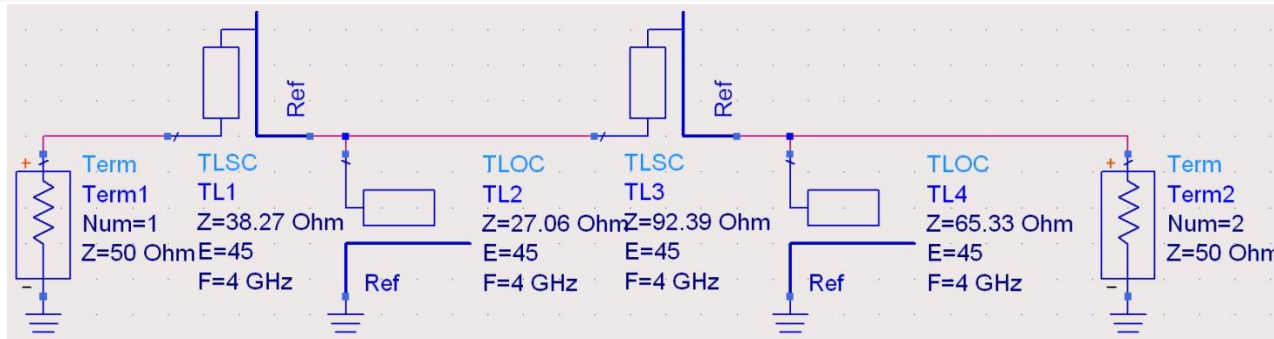 Ref
Ref
+
Term
Term1
Num=1
Z=50 Ohm
−
TLSC
TL1
Z=38.27 Ohm
E=45
F=4 GHz
Ref
TLOC
TL2
Z=27.06 Ohm
E=45
F=4 GHz
TLSC
TL3
Z=92.39 Ohm
E=45
F=4 GHz
Ref
TLOC
TL4
Z=65.33 Ohm
E=45
F=4 GHz
+
Term
Term2
Num=2
Z=50 Ohm
−